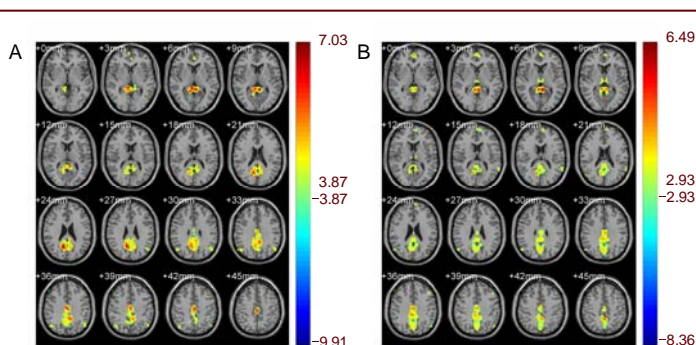 A
+0mm
+3mm
+6mm
+9mm
+12mm
+15mm
+18mm
+21mm
+24mm
+27mm
+30mm
+33mm
+36mm
+39mm
+42mm
+45mm
7.03
3.87
−3.87
−9.91
B
+0mm
+3mm
+6mm
+9mm
+12mm
+15mm
+18mm
+21mm
+24mm
+27mm
+30mm
+33mm
+36mm
+39mm
+42mm
+45mm
6.49
2.93
−2.93
−8.36